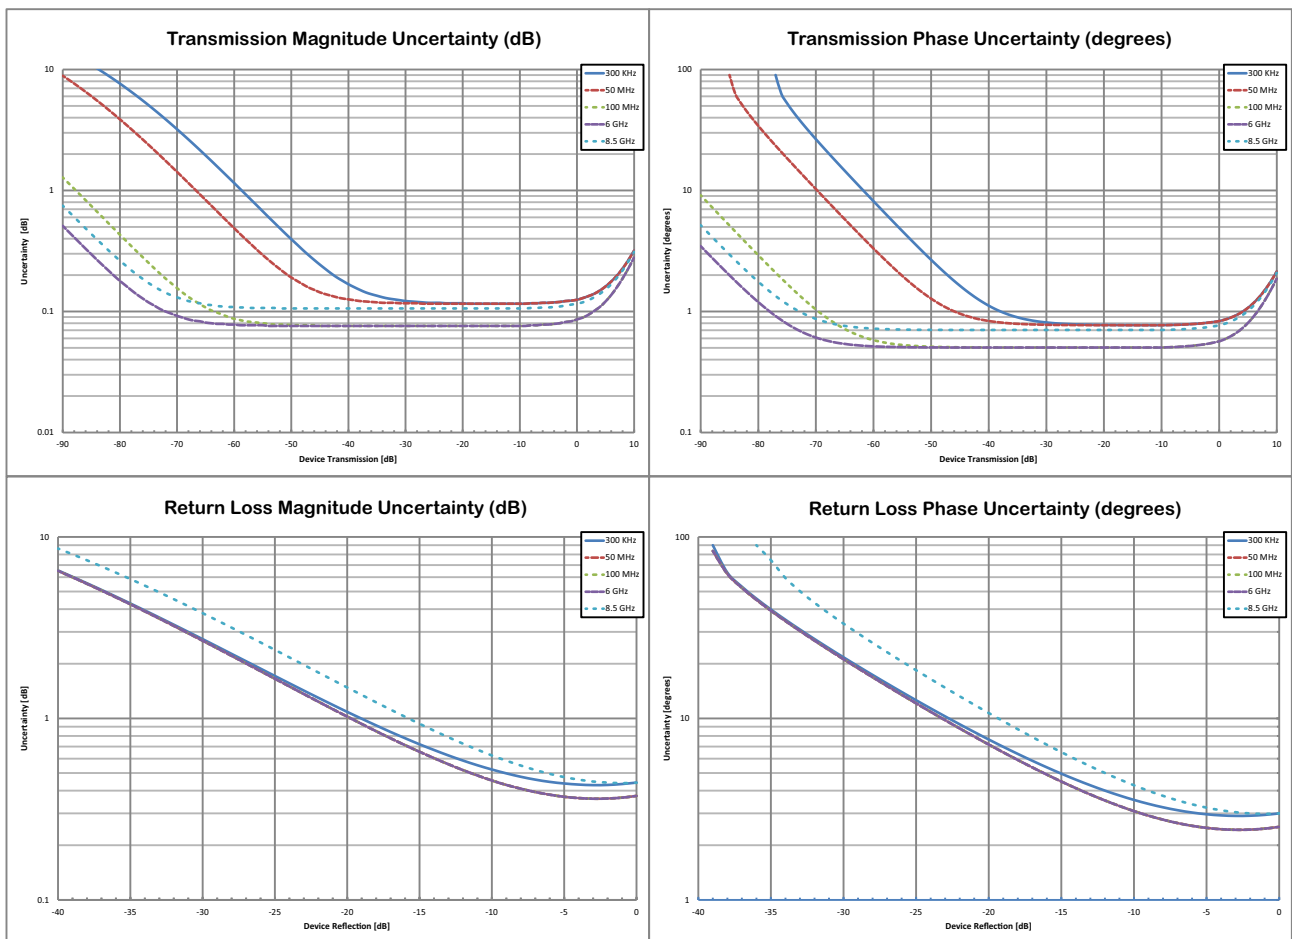 Transmission Magnitude Uncertainty (dB)
10
1
0.1
0.01
Uncertainty [dB]
300 KHz
50 MHz
100 MHz
6 GHz
8.5 GHz
-90 -80 -70 -60 -50 -40 -30 -20 -10 0 10
Device Transmission [dB]
Transmission Phase Uncertainty (degrees)
100
10
1
0.1
Uncertainty [degrees]
300 KHz
50 MHz
100 MHz
6 GHz
8.5 GHz
-90 -80 -70 -60 -50 -40 -30 -20 -10 0 10
Device Transmission [dB]
Return Loss Magnitude Uncertainty (dB)
10
1
0.1
Uncertainty [dB]
300 KHz
50 MHz
100 MHz
6 GHz
8.5 GHz
-40 -35 -30 -25 -20 -15 -10 -5 0
Device Reflection [dB]
Return Loss Phase Uncertainty (degrees)
100
10
1
Uncertainty [degrees]
300 KHz
50 MHz
100 MHz
6 GHz
8.5 GHz
-40 -35 -30 -25 -20 -15 -10 -5 0
Device Reflection [dB]